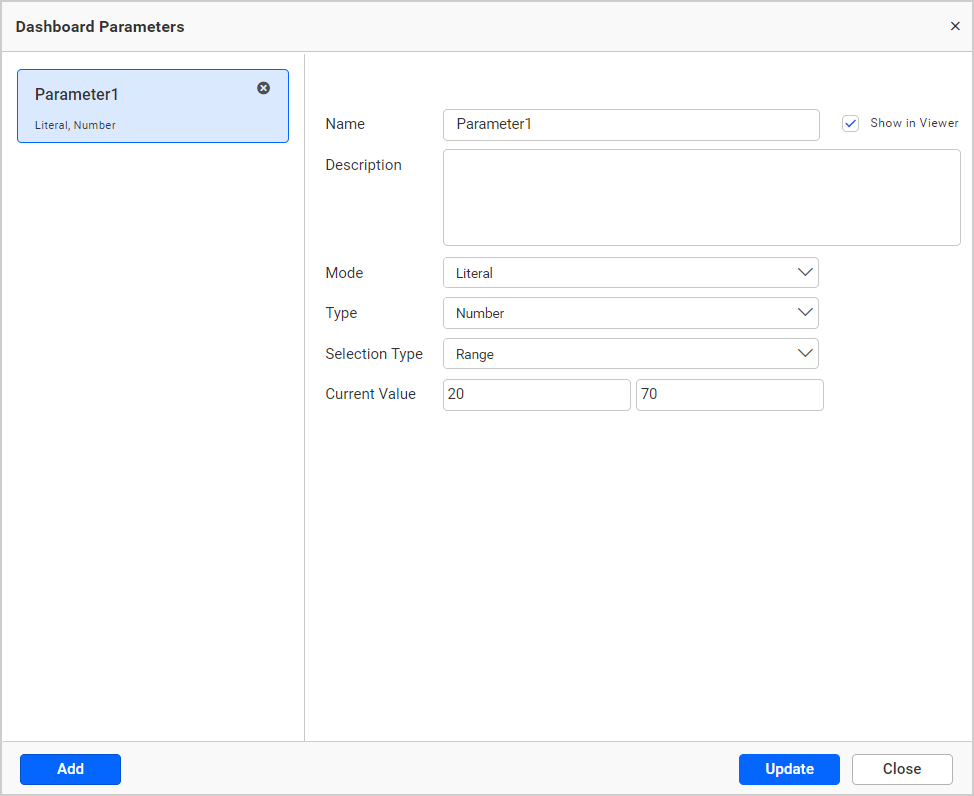 Dashboard Parameters
Parameter1
Literal, Number
Name
Parameter1
Show in Viewer
Description
Mode
Literal
Type
Number
Selection Type
Range
Current Value
20
70
Add
Update
Close